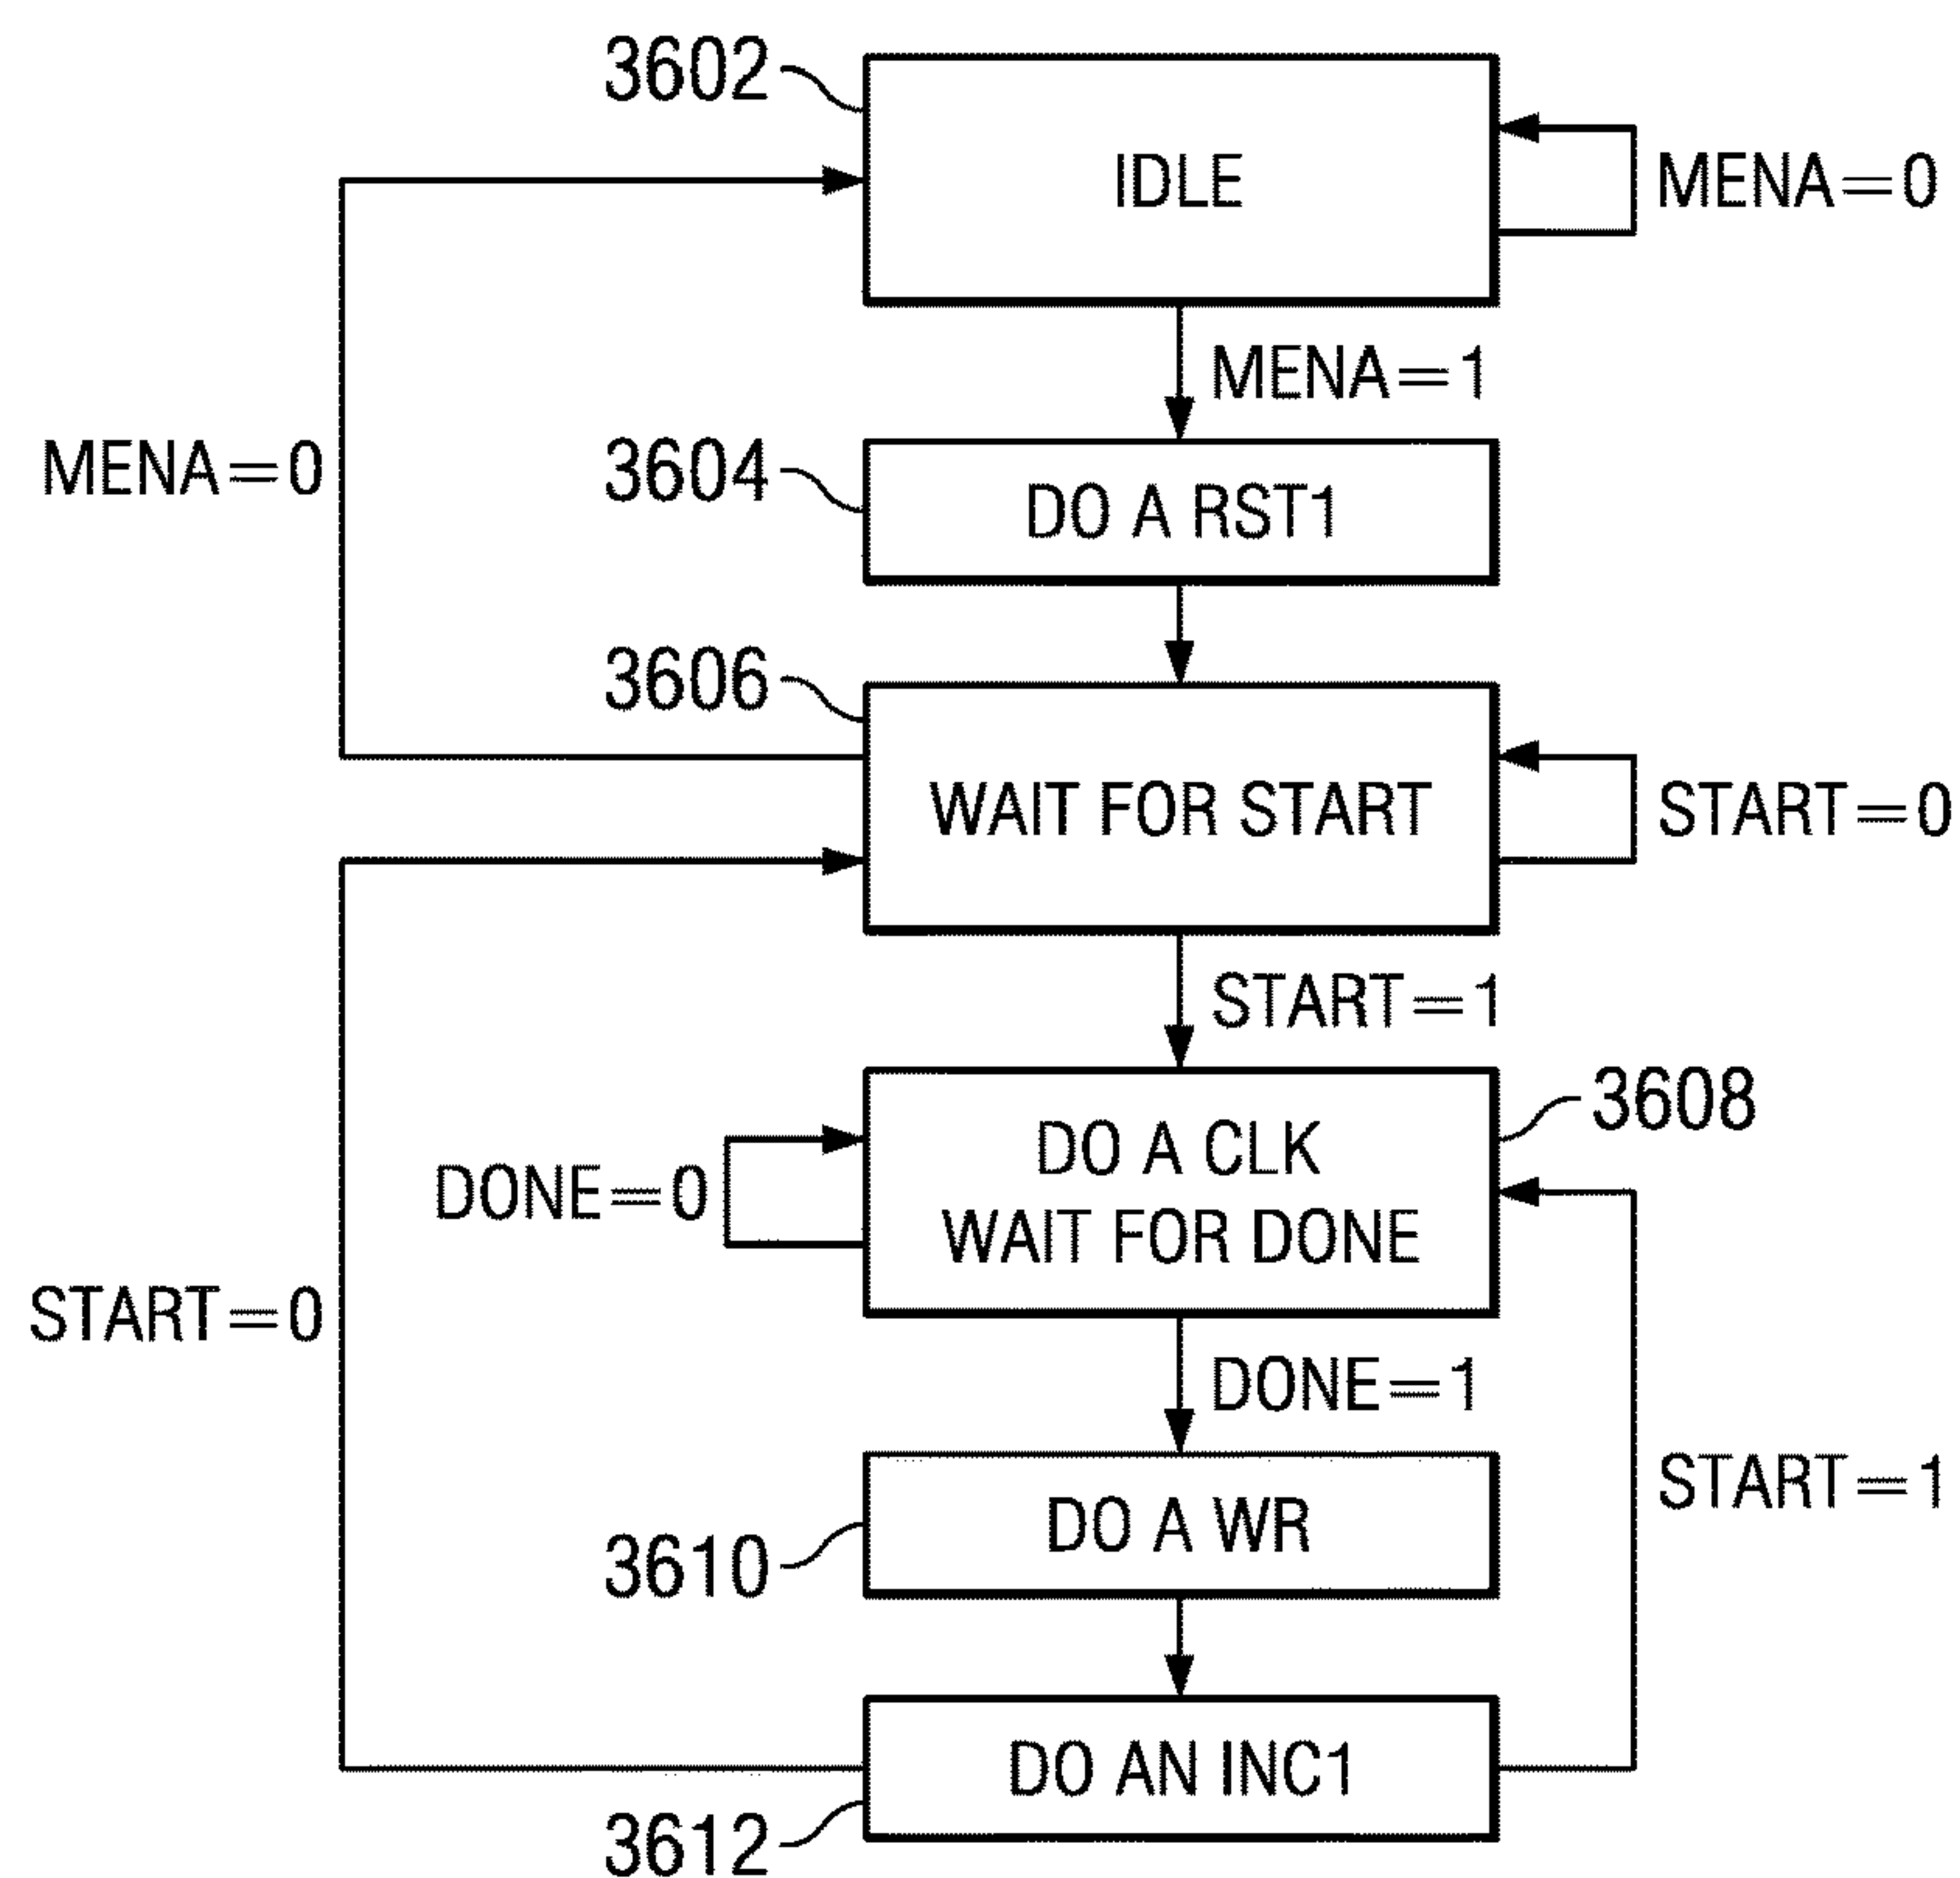 3602
IDLE
MENA=0
MENA=1
MENA=0
3604
DO A RST1
3606
WAIT FOR START
START=0
START=1
3608
DO A CLK
WAIT FOR DONE
DONE=0
START=0
DONE=1
START=1
DO A WR
3610
DO AN INC1
3612